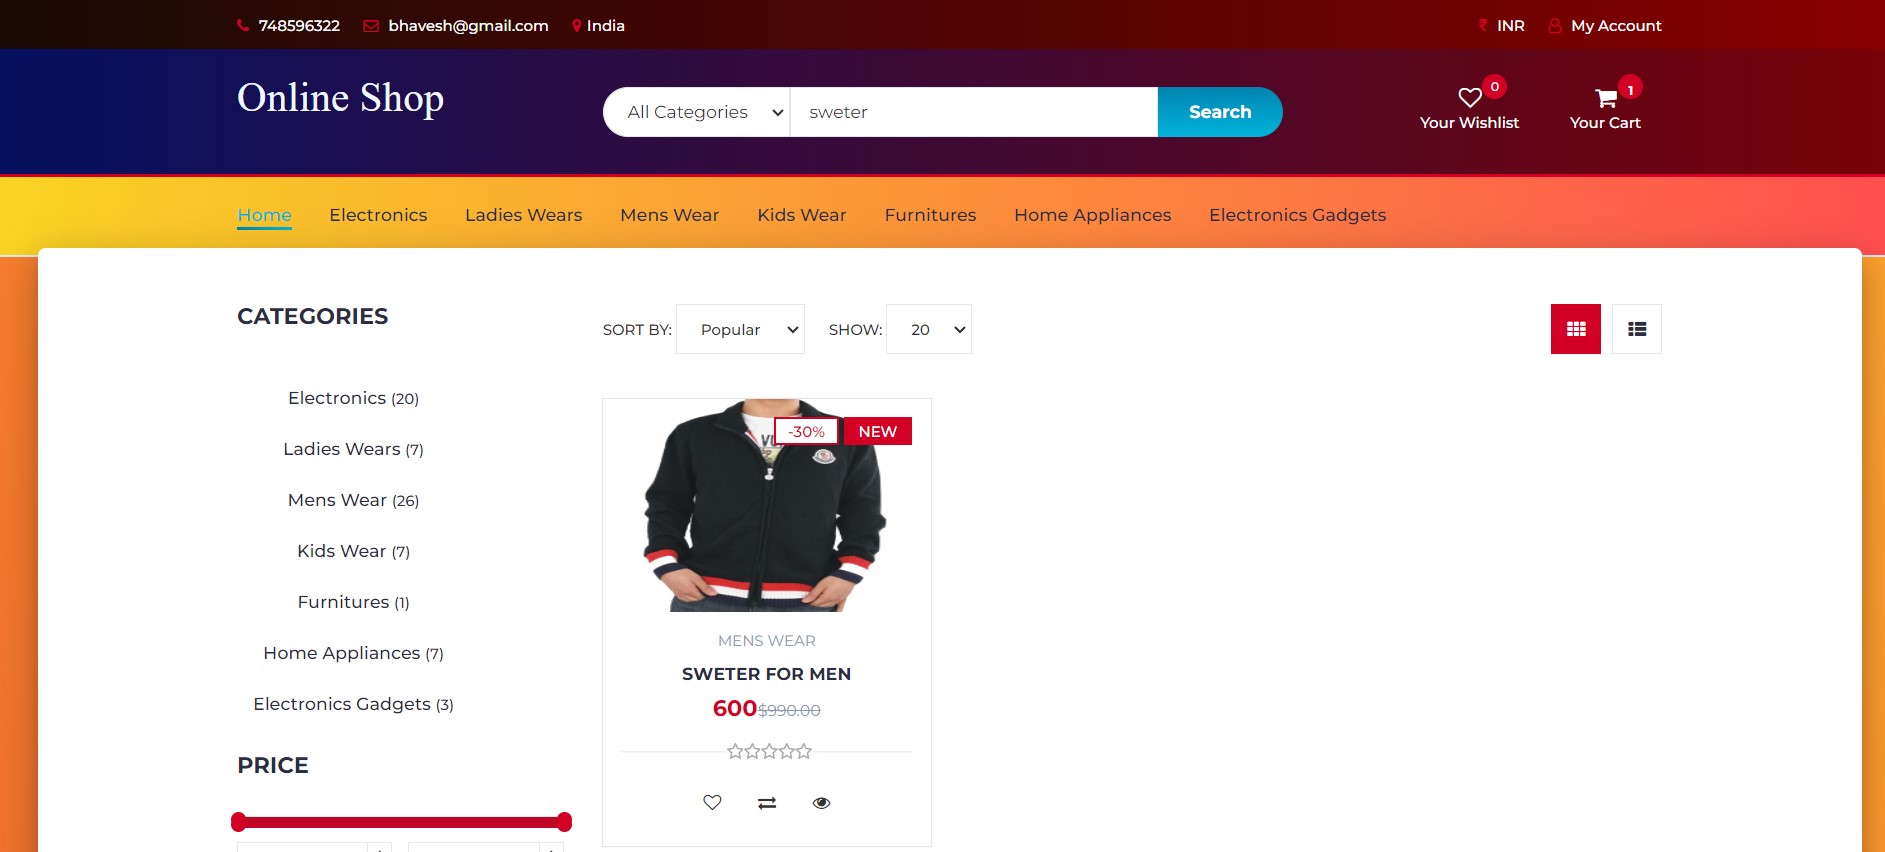 748596322 bhavesh@gmail.com India INR My Account
Online Shop
All Categories sweter Search
0
Your Wishlist
1
Your Cart
Home Electronics Ladies Wears Mens Wear Kids Wear Furnitures Home Appliances Electronics Gadgets
CATEGORIES
Electronics (20)
Ladies Wears (7)
Mens Wear (26)
Kids Wear (7)
Furnitures (1)
Home Appliances (7)
Electronics Gadgets (3)
PRICE
SORT BY: Popular SHOW: 20
-30% NEW
MENS WEAR
SWETER FOR MEN
600 $990.00